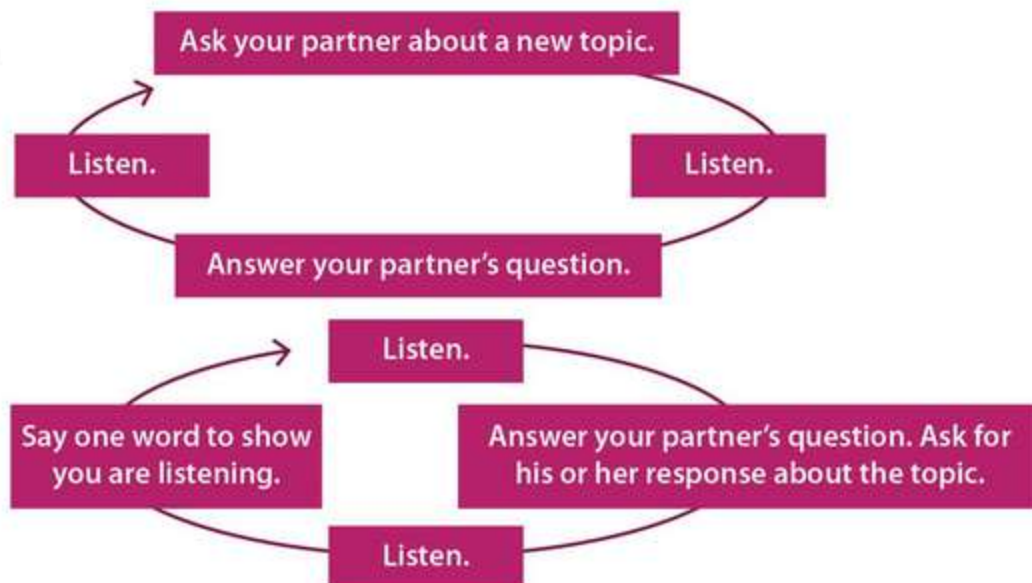 Ask your partner about a new topic.
Listen.
Listen.
Answer your partner’s question.
Listen.
Say one word to show
you are listening.
Answer your partner’s question. Ask for
his or her response about the topic.
Listen.